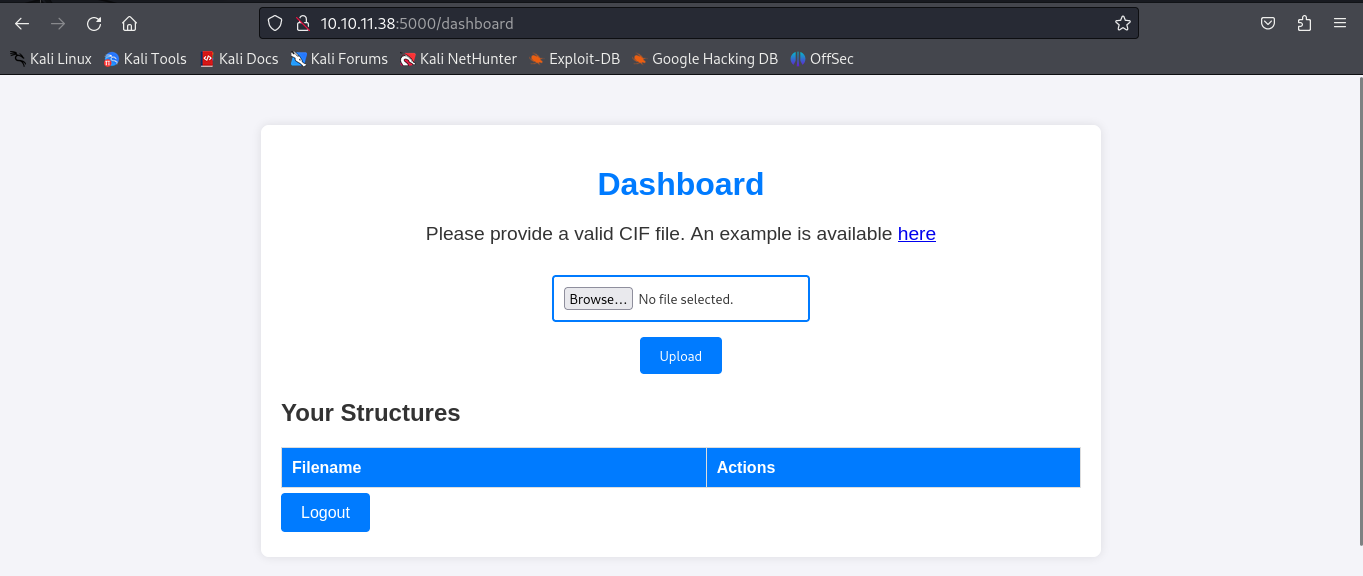 10.10.11.38:5000/dashboard
Kali Linux Kali Tools Kali Docs Kali Forums Kali NetHunter Exploit-DB Google Hacking DB OffSec
Dashboard
Please provide a valid CIF file. An example is available here
Browse... No file selected.
Upload
Your Structures
Filename Actions
Logout